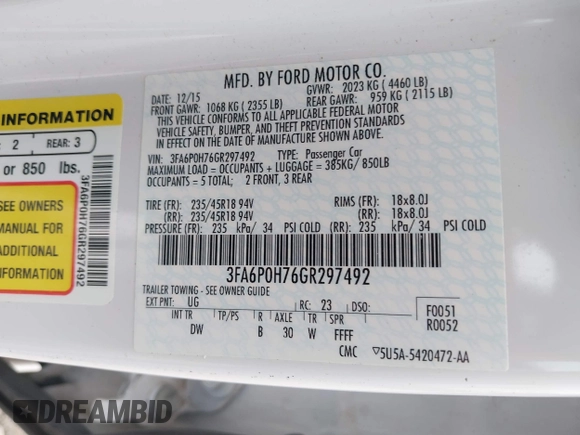 INFORMATION
2 REAR: 3
or 850 lbs.
SEE OWNERS
MANUAL FOR
ADDITIONAL
INFORMATION
3FA6P0H76GR297492
MFD. BY FORD MOTOR CO.
DATE: 12/15 GVWR: 2023 KG ( 4460 LB)
FRONT GAWR: 1068 KG ( 2355 LB) REAR GAWR: 959 KG ( 2115 LB)
THIS VEHICLE CONFORMS TO ALL APPLICABLE FEDERAL MOTOR
VEHICLE SAFETY, BUMPER, AND THEFT PREVENTION STANDARDS
IN EFFECT ON THE DATE OF MANUFACTURE SHOWN ABOVE.
VIN: 3FA6P0H76GR297492 TYPE: Passenger Car
MAXIMUM LOAD = OCCUPANTS + LUGGAGE = 385KG / 850LB
OCCUPANTS = 5 TOTAL; 2 FRONT, 3 REAR
TIRE (FR): 235/45R18 94V RIMS (FR): 18x8.0J
(RR): 235/45R18 94V (RR): 18x8.0J
PRESSURE (FR): 235 kPa/ 34 PSI COLD (RR): 235 kPa/ 34 PSI COLD
3FA6P0H76GR297492
TRAILER TOWING - SEE OWNER GUIDE
EXT PNT: UG RC: 23 DSO:
INT TR TP/PS R AXLE TR SPR
DW B 30 W FFFF
F0051
R0052
CMC ▽5U5A-5420472-AA
DREAMBID